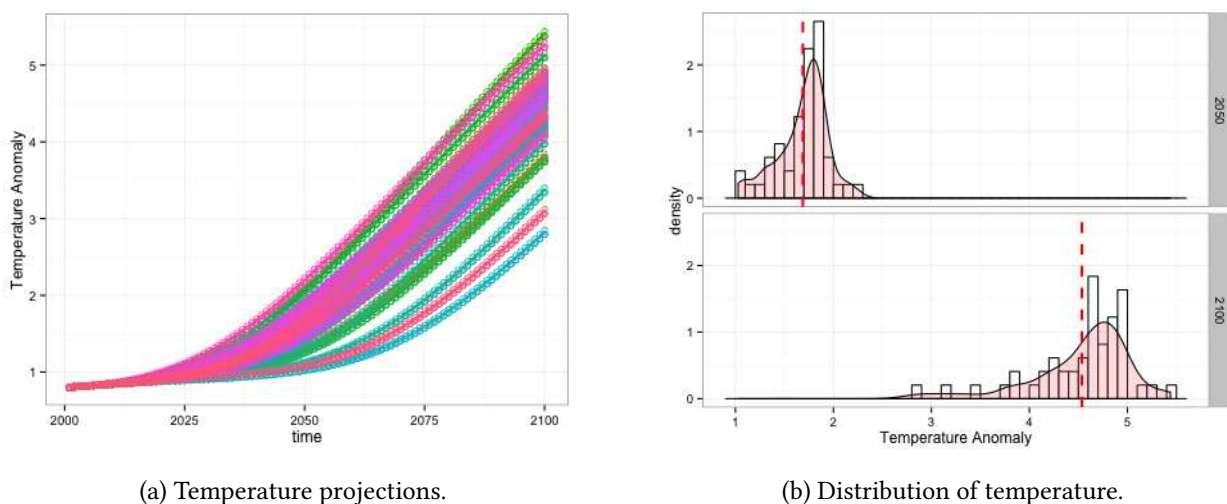 Temperature Anomaly
5
4
3
2
1
2000 2025 2050 2075 2100
time
(a) Temperature projections.
density
2
1
0
2050
2
1
0
2100
1 2 3 4 5
Temperature Anomaly
(b) Distribution of temperature.